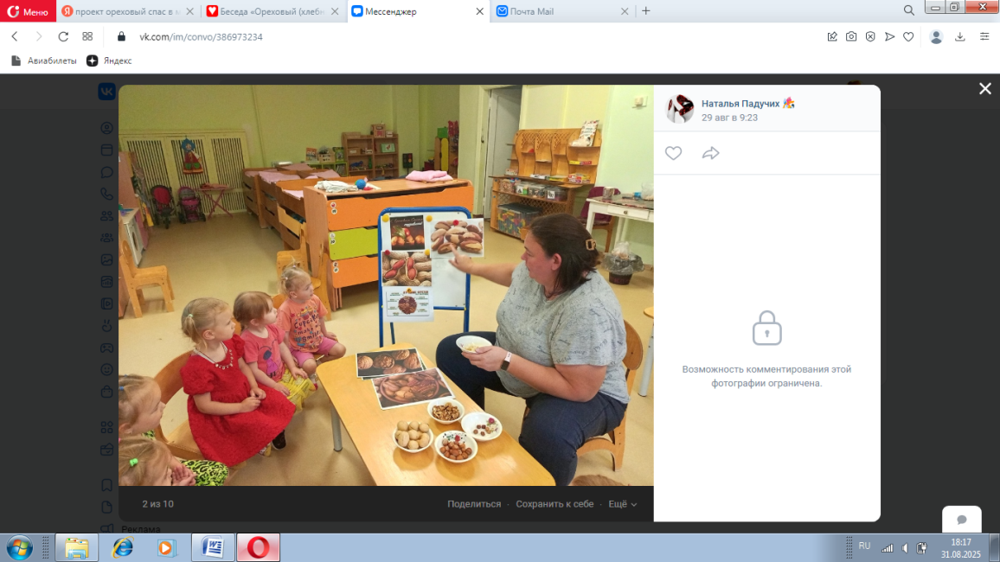 Меню
проект ореховый спас в м
Беседа «Ореховый (хлебн
Мессенджер
Почта Mail
vk.com/im/convo/386973234
Авиабилеты
Яндекс
Наталья Падучих
29 авг в 9:23
Возможность комментирования этой
фотографии ограничена.
2 из 10
Поделиться
Сохранить к себе
Ещё
Реклама
RU
18:17
31.08.2025